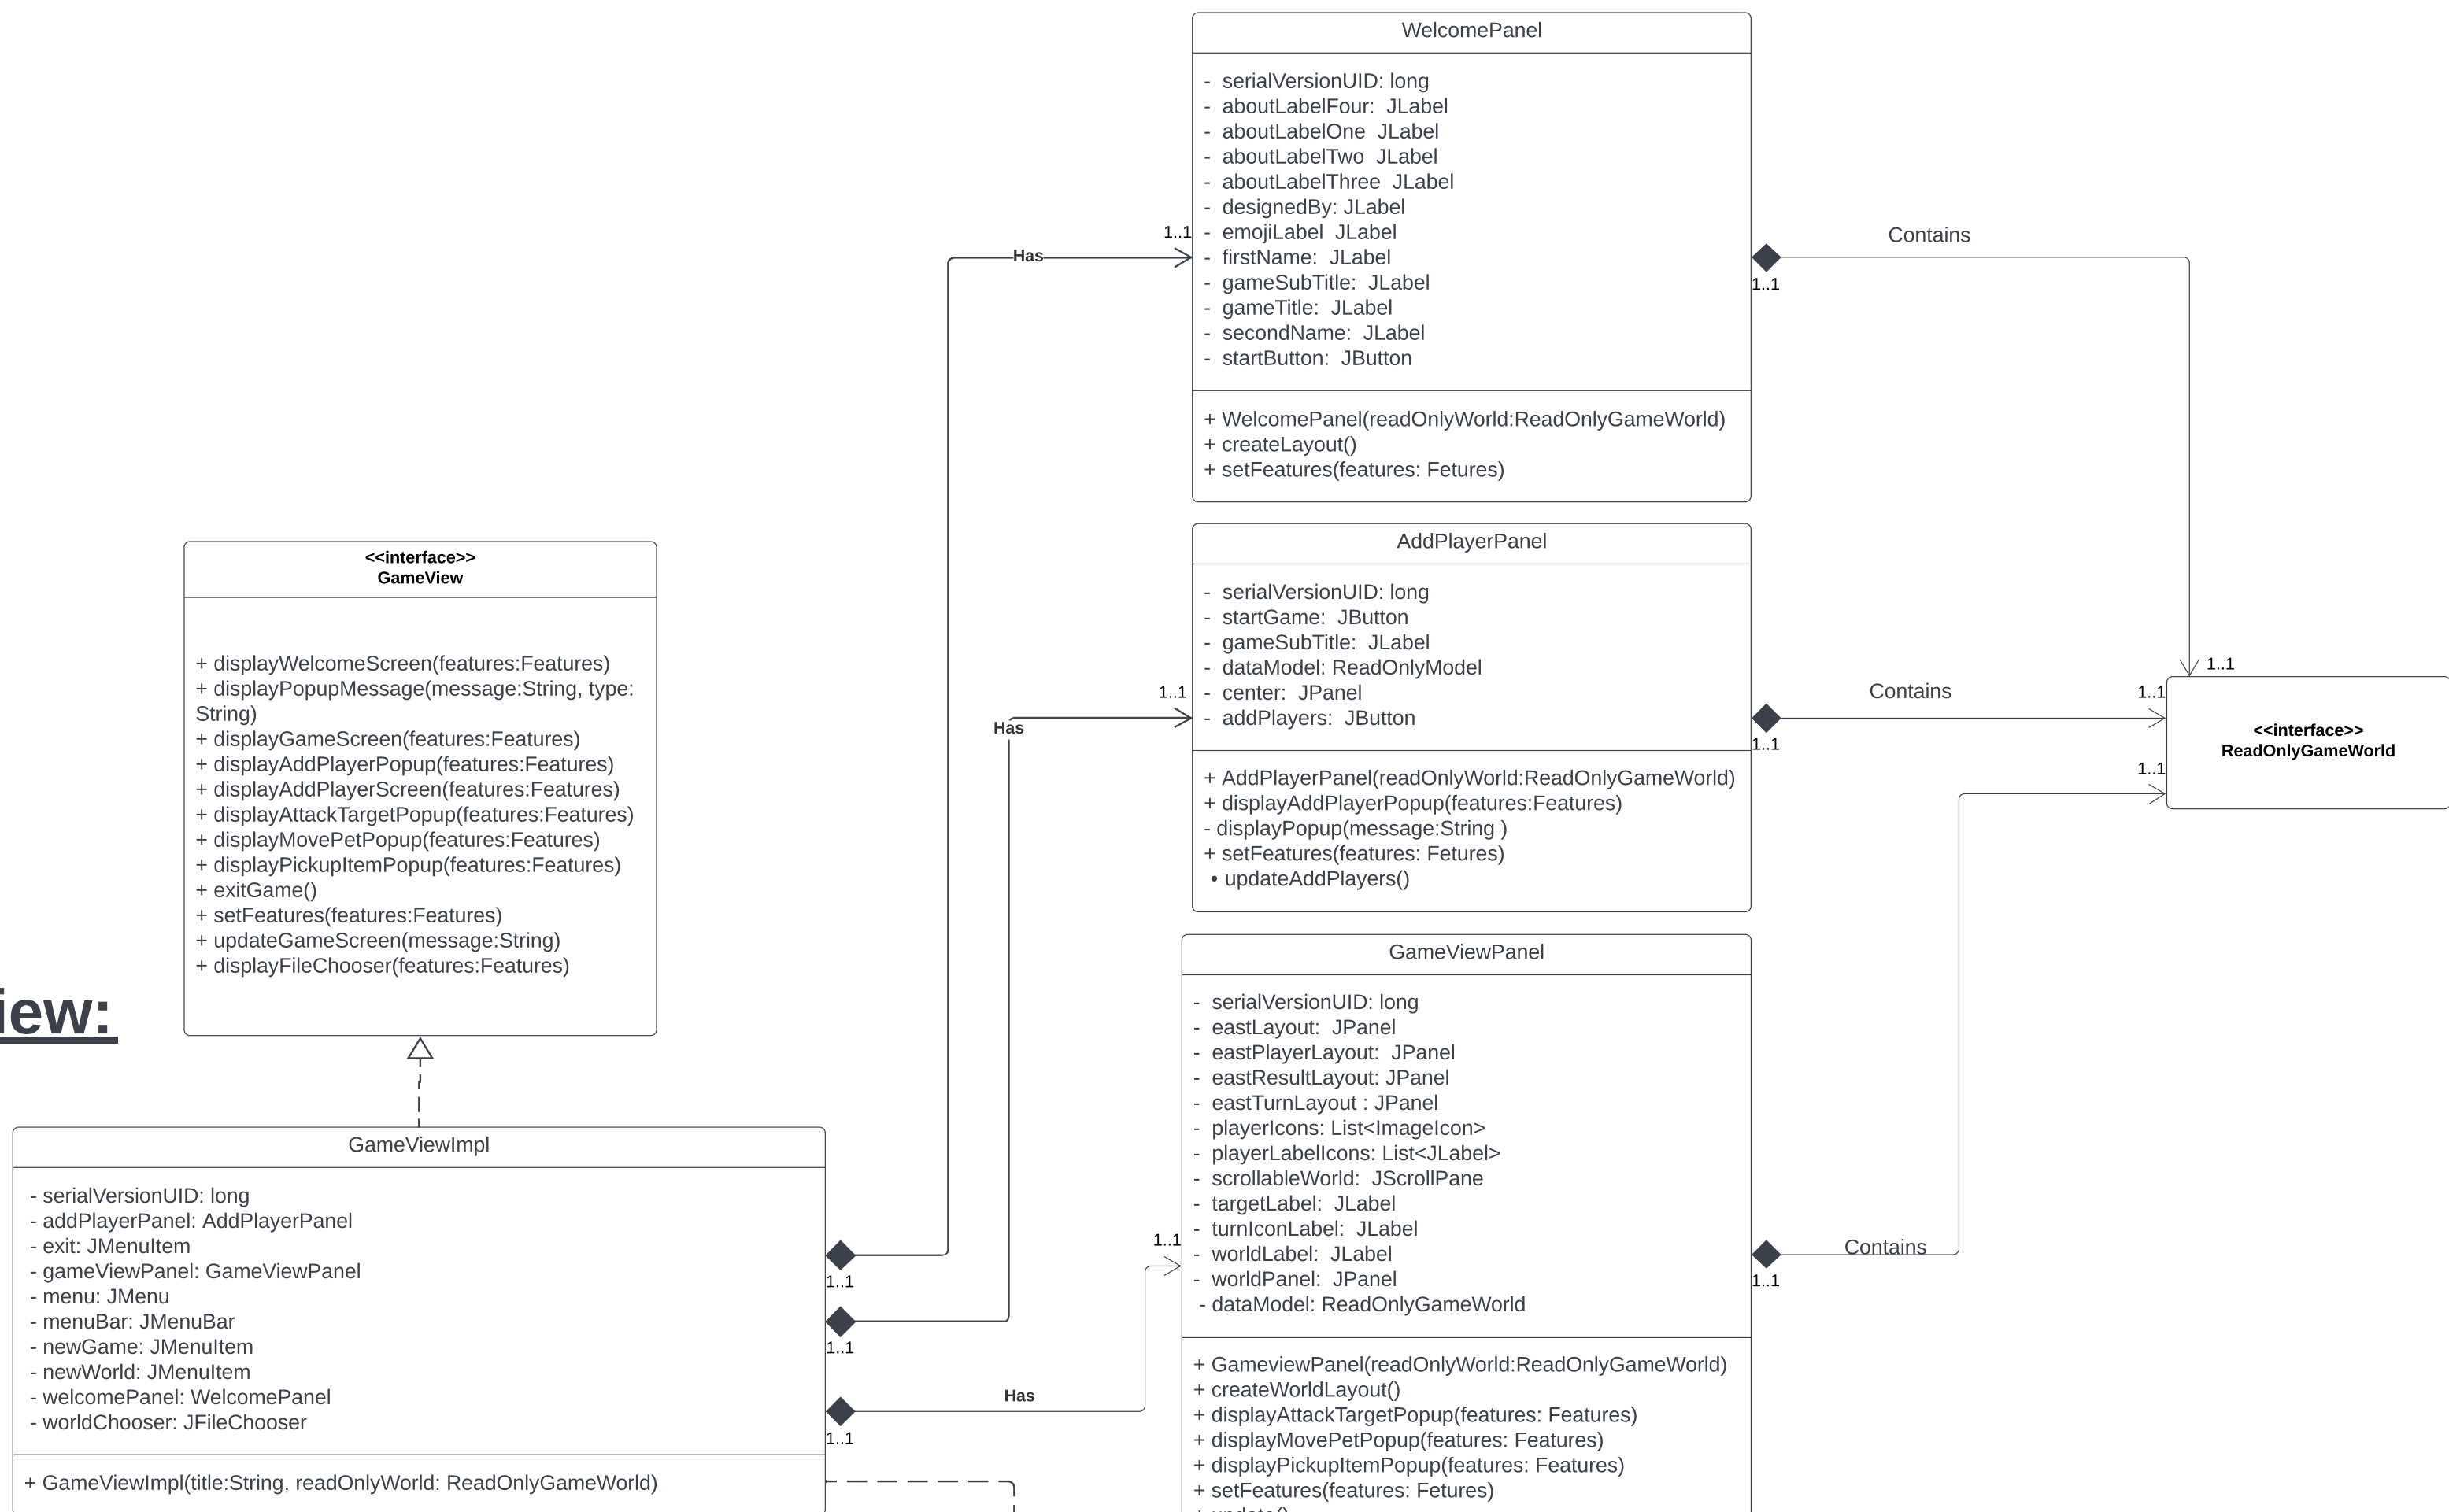 WelcomePanel
- serialVersionUID: long
- aboutLabelFour: JLabel
- aboutLabelOne JLabel
- aboutLabelTwo JLabel
- aboutLabelThree JLabel
- designedBy: JLabel
- emojiLabel JLabel
- firstName: JLabel
- gameSubTitle: JLabel
- gameTitle: JLabel
- secondName: JLabel
- startButton: JButton
+ WelcomePanel(readOnlyWorld:ReadOnlyGameWorld)
+ createLayout()
+ setFeatures(features: Fetures)
1..1
Has
Contains
1..1
<<interface>>
GameView
+ displayWelcomeScreen(features:Features)
+ displayPopupMessage(message:String, type:
String)
+ displayGameScreen(features:Features)
+ displayAddPlayerPopup(features:Features)
+ displayAddPlayerScreen(features:Features)
+ displayAttackTargetPopup(features:Features)
+ displayMovePetPopup(features:Features)
+ displayPickupItemPopup(features:Features)
+ exitGame()
+ setFeatures(features:Features)
+ updateGameScreen(message:String)
+ displayFileChooser(features:Features)
AddPlayerPanel
- serialVersionUID: long
- startGame: JButton
- gameSubTitle: JLabel
- dataModel: ReadOnlyModel
- center: JPanel
- addPlayers: JButton
+ AddPlayerPanel(readOnlyWorld:ReadOnlyGameWorld)
+ displayAddPlayerPopup(features:Features)
- displayPopup(message:String )
+ setFeatures(features: Fetures)
• updateAddPlayers()
1..1
Has
Contains
1..1
1..1
1..1
1..1
<<interface>>
ReadOnlyGameWorld
iew:
GameViewImpl
- serialVersionUID: long
- addPlayerPanel: AddPlayerPanel
- exit: JMenuItem
- gameViewPanel: GameViewPanel
- menu: JMenu
- menuBar: JMenuBar
- newGame: JMenuItem
- newWorld: JMenuItem
- welcomePanel: WelcomePanel
- worldChooser: JFileChooser
+ GameViewImpl(title:String, readOnlyWorld: ReadOnlyGameWorld)
1..1
1..1
1..1
Has
1..1
GameViewPanel
- serialVersionUID: long
- eastLayout: JPanel
- eastPlayerLayout: JPanel
- eastResultLayout: JPanel
- eastTurnLayout : JPanel
- playerIcons: List<ImageIcon>
- playerLabelIcons: List<JLabel>
- scrollableWorld: JScrollPane
- targetLabel: JLabel
- turnIconLabel: JLabel
- worldLabel: JLabel
- worldPanel: JPanel
- dataModel: ReadOnlyGameWorld
+ GameviewPanel(readOnlyWorld:ReadOnlyGameWorld)
+ createWorldLayout()
+ displayAttackTargetPopup(features: Features)
+ displayMovePetPopup(features: Features)
+ displayPickupItemPopup(features: Features)
+ setFeatures(features: Fetures)
Contains
1..1